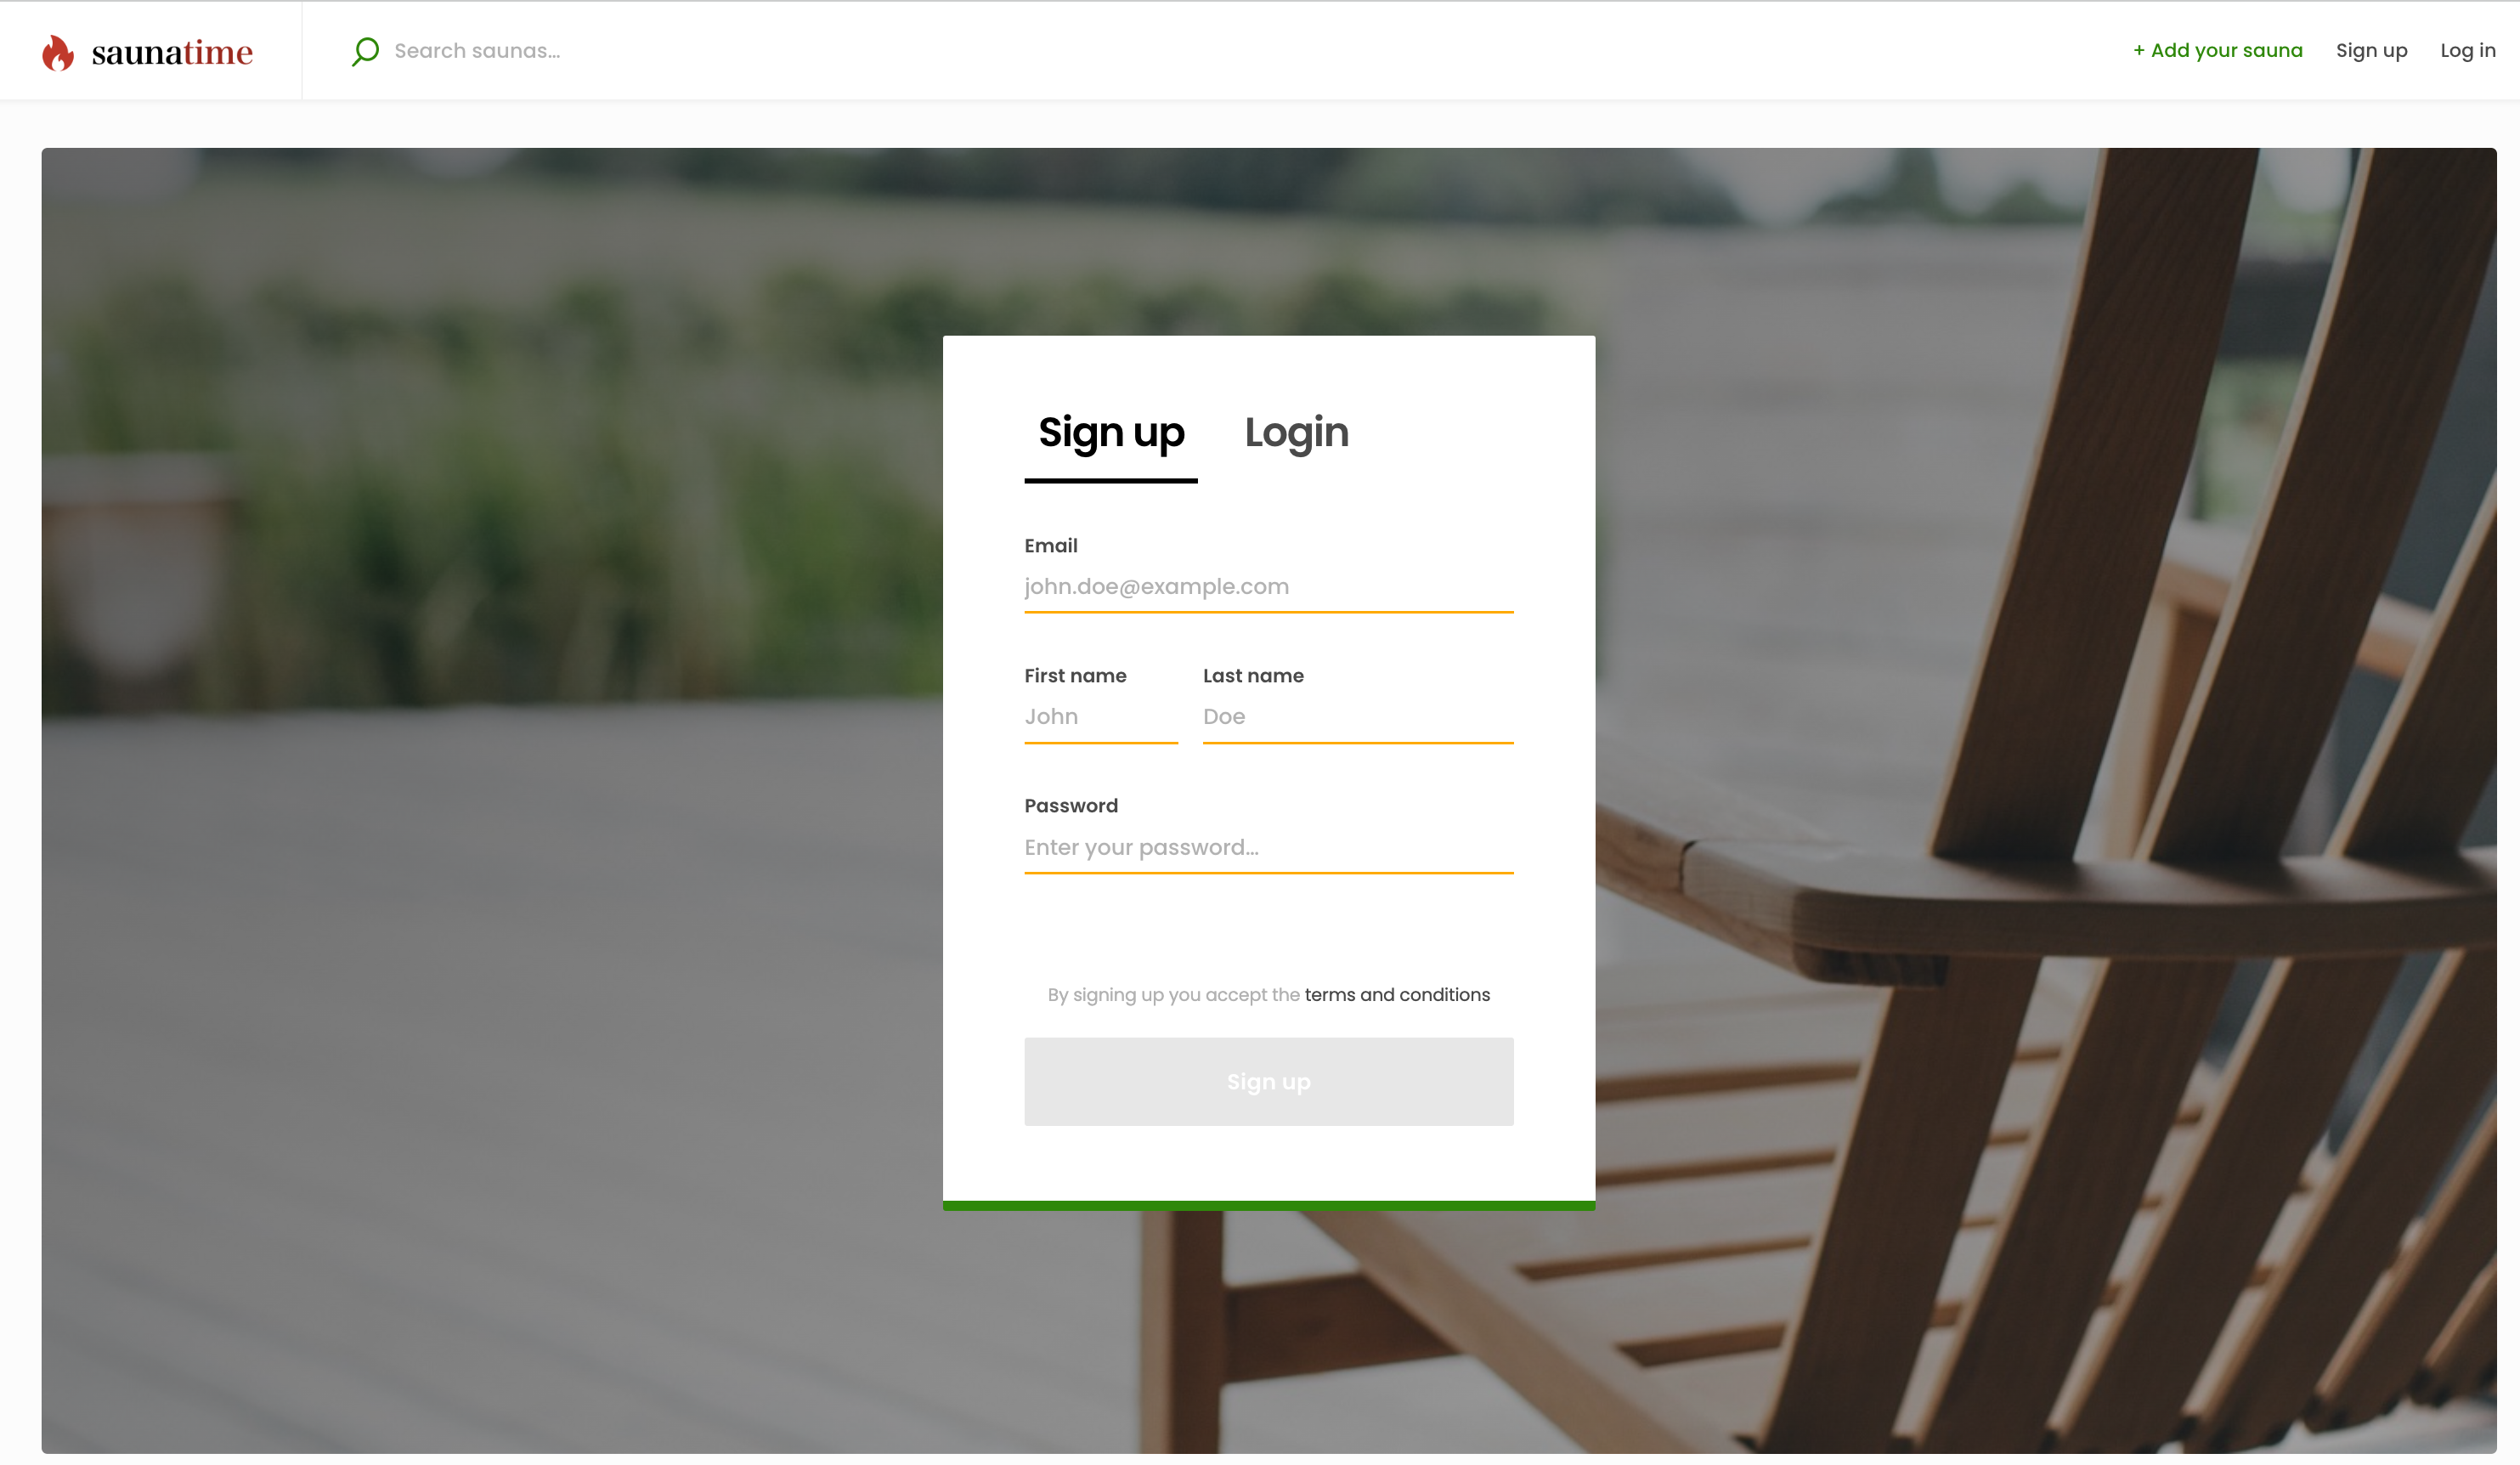 saunatime
Search saunas...
+ Add your sauna
Sign up
Log in
Sign up
Login
Email
john.doe@example.com
First name
Last name
John
Doe
Password
Enter your password...
By signing up you accept the terms and conditions
Sign up